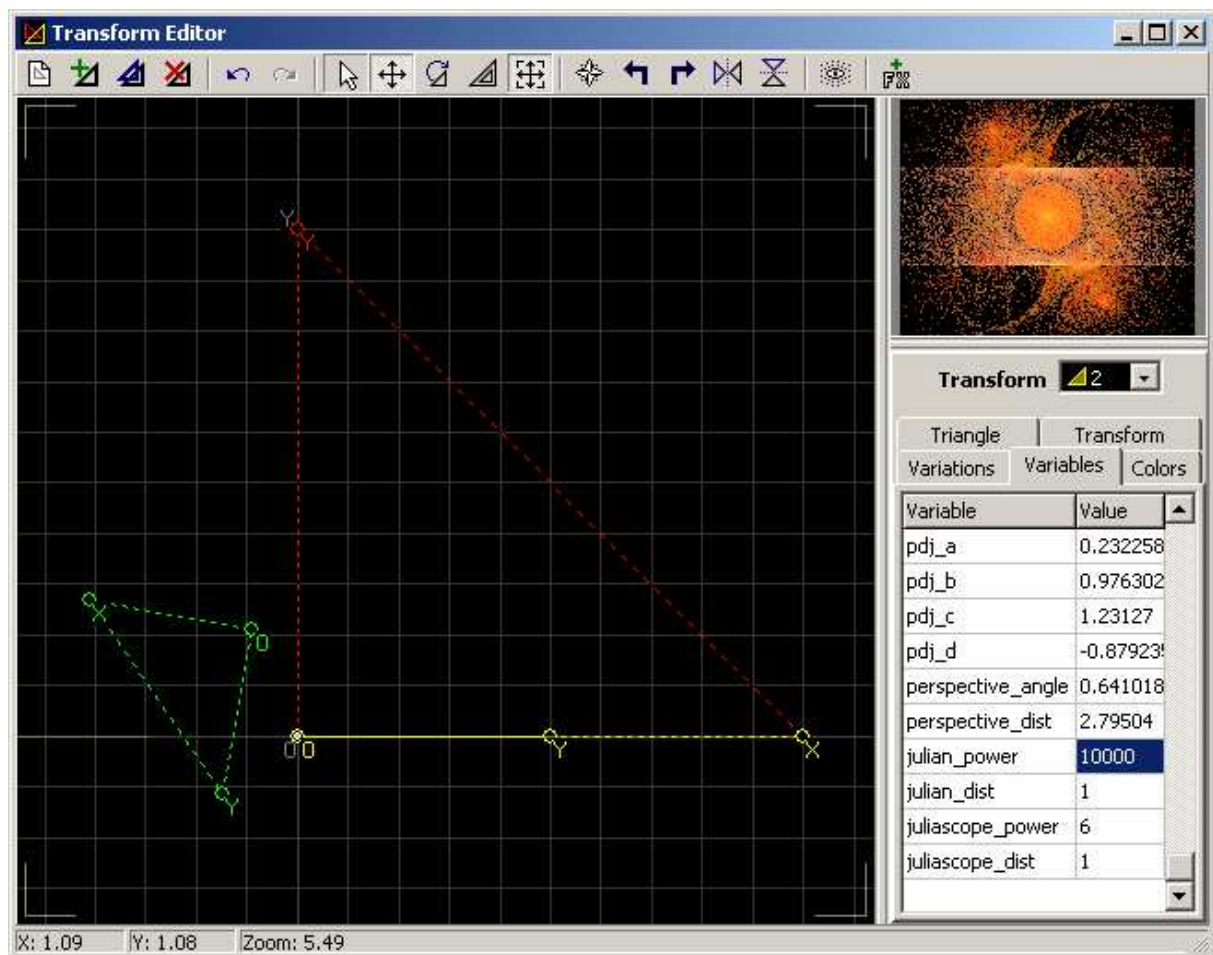 Transform Editor
FX
Y
Y
X
O
Y
O O
Y
X
Transform 2
Triangle Transform
Variations Variables Colors
Variable Value
pdj_a 0.232258
pdj_b 0.976302
pdj_c 1.23127
pdj_d
perspective_angle 0.641018
perspective_dist 2.79504
julian_power 10000
julian_dist 1
juliascope_power 6
juliascope_dist 1
X: 1.09 Y: 1.08 Zoom: 5.49